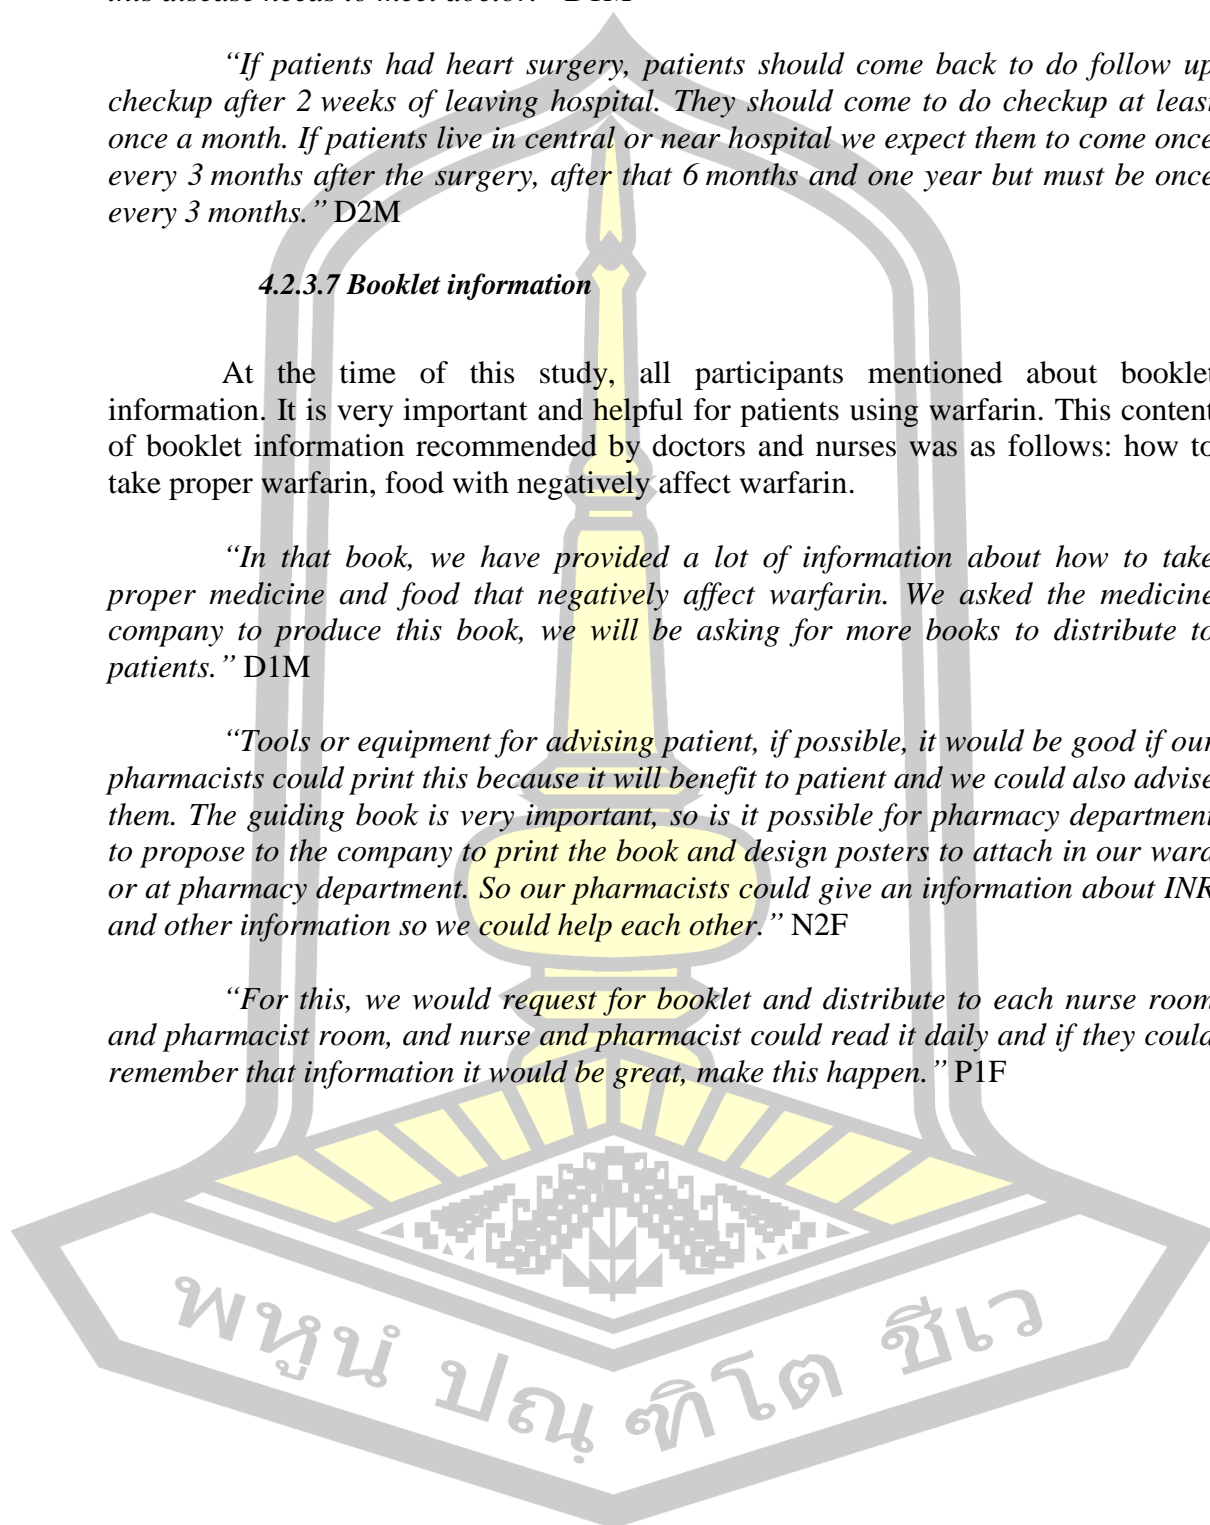 this disease needs to meet doctor.” D1M
“If patients had heart surgery, patients should come back to do follow up
checkup after 2 weeks of leaving hospital. They should come to do checkup at least
once a month. If patients live in central or near hospital we expect them to come once
every 3 months after the surgery, after that 6 months and one year but must be once
every 3 months.” D2M
4.2.3.7 Booklet information
At the time of this study, all participants mentioned about booklet
information. It is very important and helpful for patients using warfarin. This content
of booklet information recommended by doctors and nurses was as follows: how to
take proper warfarin, food with negatively affect warfarin.
“In that book, we have provided a lot of information about how to take
proper medicine and food that negatively affect warfarin. We asked the medicine
company to produce this book, we will be asking for more books to distribute to
patients.” D1M
“Tools or equipment for advising patient, if possible, it would be good if our
pharmacists could print this because it will benefit to patient and we could also advise
them. The guiding book is very important, so is it possible for pharmacy department
to propose to the company to print the book and design posters to attach in our ward
or at pharmacy department. So our pharmacists could give an information about INR
and other information so we could help each other.” N2F
“For this, we would request for booklet and distribute to each nurse room
and pharmacist room, and nurse and pharmacist could read it daily and if they could
remember that information it would be great, make this happen.” P1F
พหูนํ ปณฺฑิโต ชีเว